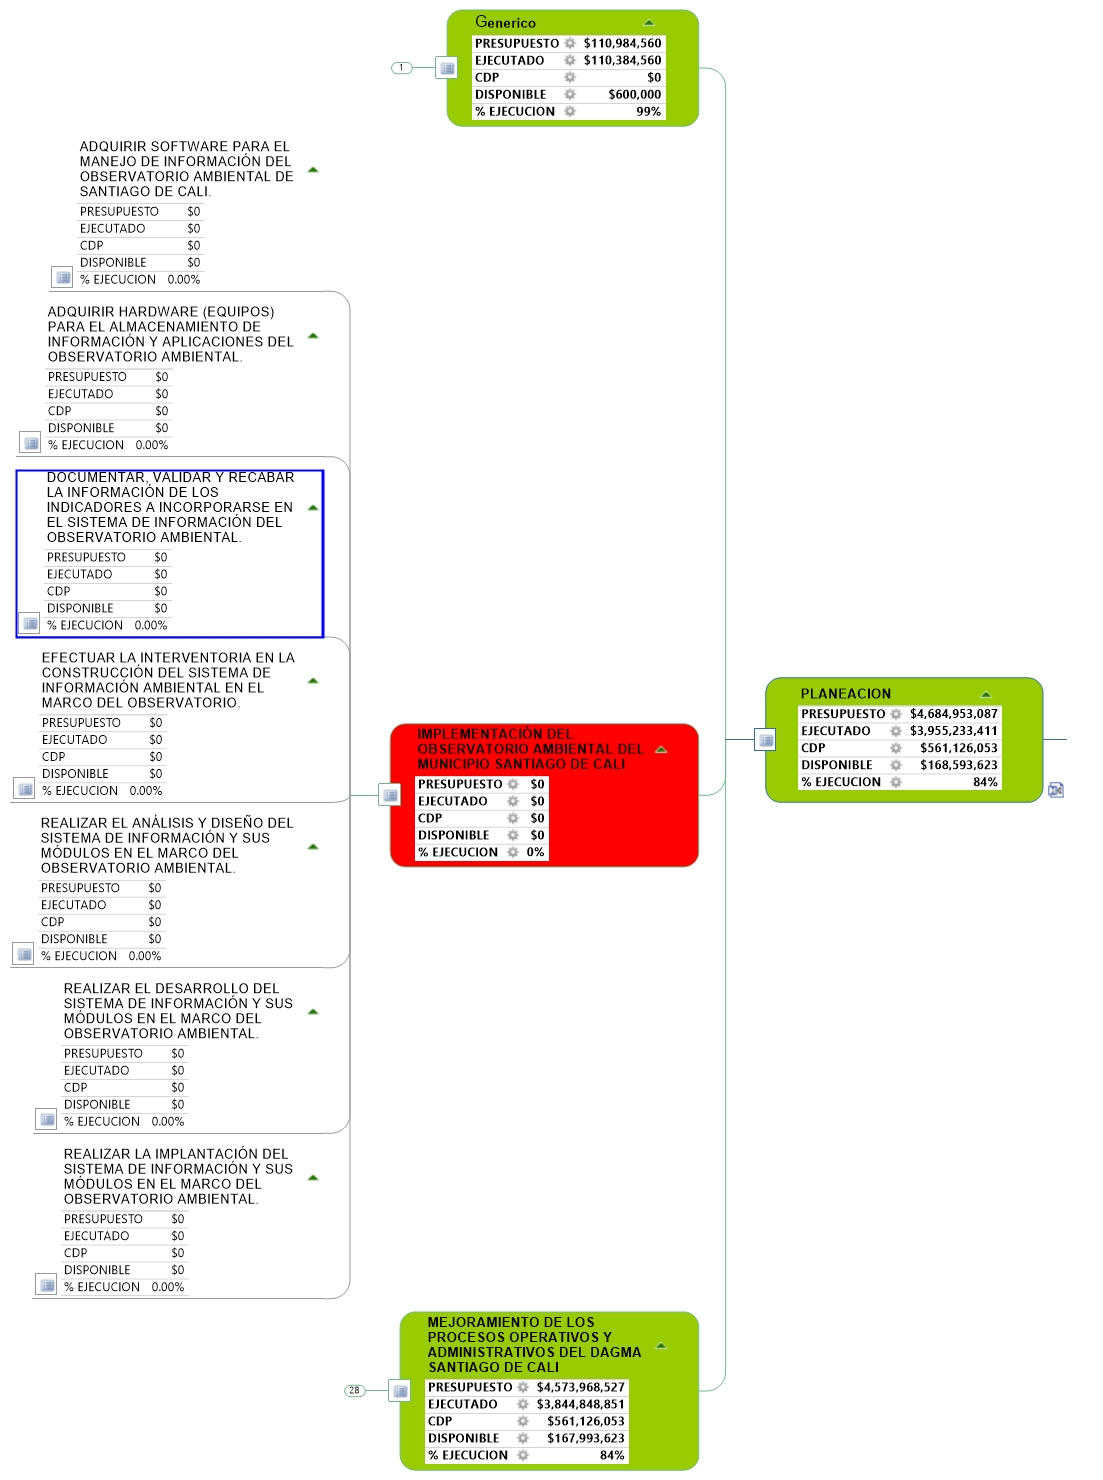 Generico
PRESUPUESTO $110,984,560
EJECUTADO $110,384,560
CDP $0
DISPONIBLE $600,000
% EJECUCION 99%
1
ADQUIRIR SOFTWARE PARA EL
MANEJO DE INFORMACIÓN DEL
OBSERVATORIO AMBIENTAL DE
SANTIAGO DE CALI.
PRESUPUESTO $0
EJECUTADO $0
CDP $0
DISPONIBLE $0
% EJECUCION 0.00%
ADQUIRIR HARDWARE (EQUIPOS)
PARA EL ALMACENAMIENTO DE
INFORMACIÓN Y APLICACIONES DEL
OBSERVATORIO AMBIENTAL.
PRESUPUESTO $0
EJECUTADO $0
CDP $0
DISPONIBLE $0
% EJECUCION 0.00%
DOCUMENTAR, VALIDAR Y RECABAR
LA INFORMACIÓN DE LOS
INDICADORES A INCORPORARSE EN
EL SISTEMA DE INFORMACIÓN DEL
OBSERVATORIO AMBIENTAL.
PRESUPUESTO $0
EJECUTADO $0
CDP $0
DISPONIBLE $0
% EJECUCION 0.00%
EFECTUAR LA INTERVENTORIA EN LA
CONSTRUCCIÓN DEL SISTEMA DE
INFORMACIÓN AMBIENTAL EN EL
MARCO DEL OBSERVATORIO.
PRESUPUESTO $0
EJECUTADO $0
CDP $0
DISPONIBLE $0
% EJECUCION 0.00%
REALIZAR EL ANÁLISIS Y DISEÑO DEL
SISTEMA DE INFORMACIÓN Y SUS
MÓDULOS EN EL MARCO DEL
OBSERVATORIO AMBIENTAL.
PRESUPUESTO $0
EJECUTADO $0
CDP $0
DISPONIBLE $0
% EJECUCION 0.00%
REALIZAR EL DESARROLLO DEL
SISTEMA DE INFORMACIÓN Y SUS
MÓDULOS EN EL MARCO DEL
OBSERVATORIO AMBIENTAL.
PRESUPUESTO $0
EJECUTADO $0
CDP $0
DISPONIBLE $0
% EJECUCION 0.00%
REALIZAR LA IMPLANTACIÓN DEL
SISTEMA DE INFORMACIÓN Y SUS
MÓDULOS EN EL MARCO DEL
OBSERVATORIO AMBIENTAL.
PRESUPUESTO $0
EJECUTADO $0
CDP $0
DISPONIBLE $0
% EJECUCION 0.00%
IMPLEMENTACIÓN DEL
OBSERVATORIO AMBIENTAL DEL
MUNICIPIO SANTIAGO DE CALI
PRESUPUESTO $0
EJECUTADO $0
CDP $0
DISPONIBLE $0
% EJECUCION 0%
PLANEACION
PRESUPUESTO $4,684,953,087
EJECUTADO $3,955,233,411
CDP $561,126,053
DISPONIBLE $168,593,623
% EJECUCION 84%
MEJORAMIENTO DE LOS
PROCESOS OPERATIVOS Y
ADMINISTRATIVOS DEL DAGMA
SANTIAGO DE CALI
28
PRESUPUESTO $4,573,968,527
EJECUTADO $3,844,848,851
CDP $561,126,053
DISPONIBLE $167,993,623
% EJECUCION 84%